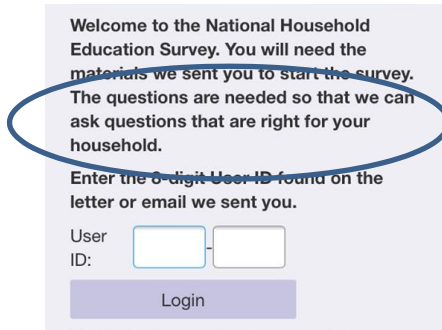 Welcome to the National Household
Education Survey. You will need the
materials we sent you to start the survey.
The questions are needed so that we can
ask questions that are right for your
household.
Enter the 8-digit User ID found on the
letter or email we sent you.
User
ID:
-
Login